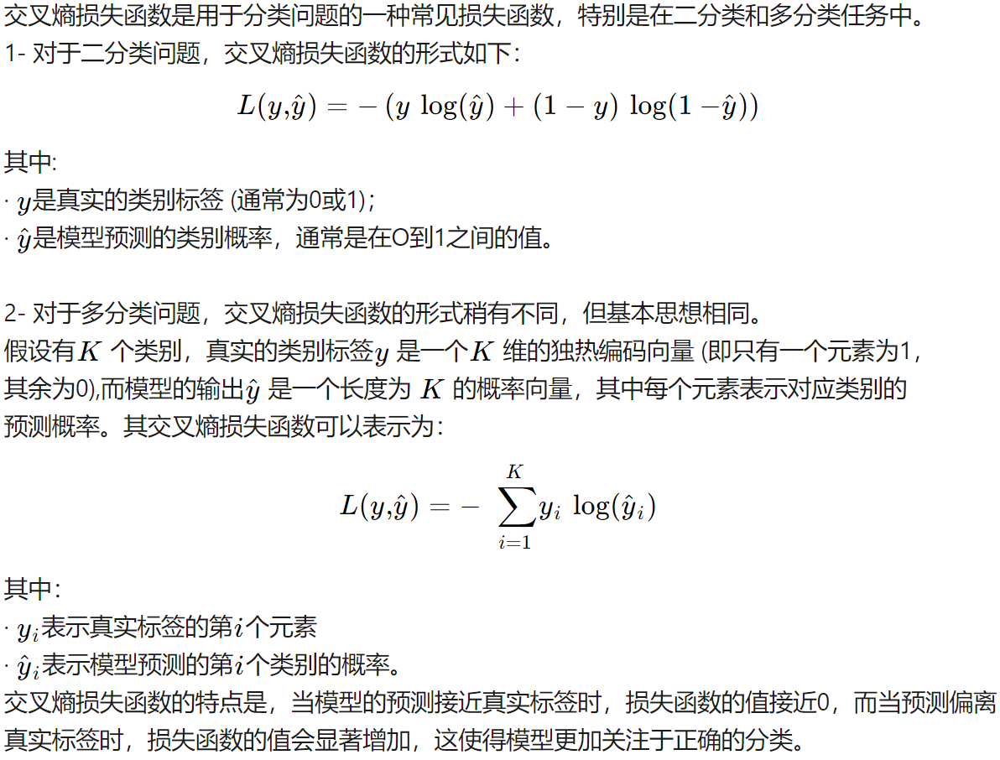 交叉熵损失函数是用于分类问题的一种常见损失函数，特别是在二分类和多分类任务中。
1- 对于二分类问题，交叉熵损失函数的形式如下：
L(y,ŷ) = − (y log(ŷ) + (1 − y) log(1 −ŷ))
其中:
· y是真实的类别标签 (通常为0或1)；
· ŷ是模型预测的类别概率，通常是在O到1之间的值。
2- 对于多分类问题，交叉熵损失函数的形式稍有不同，但基本思想相同。
假设有K 个类别，真实的类别标签y 是一个K 维的独热编码向量 (即只有一个元素为1，
其余为0),而模型的输出ŷ 是一个长度为 K 的概率向量，其中每个元素表示对应类别的
预测概率。其交叉熵损失函数可以表示为：
L(y,ŷ) = − ∑_{i=1}^{K} y_i log(ŷ_i)
其中：
· y_i表示真实标签的第i个元素
· ŷ_i表示模型预测的第i个类别的概率。
交叉熵损失函数的特点是，当模型的预测接近真实标签时，损失函数的值接近0，而当预测偏离
真实标签时，损失函数的值会显著增加，这使得模型更加关注于正确的分类。